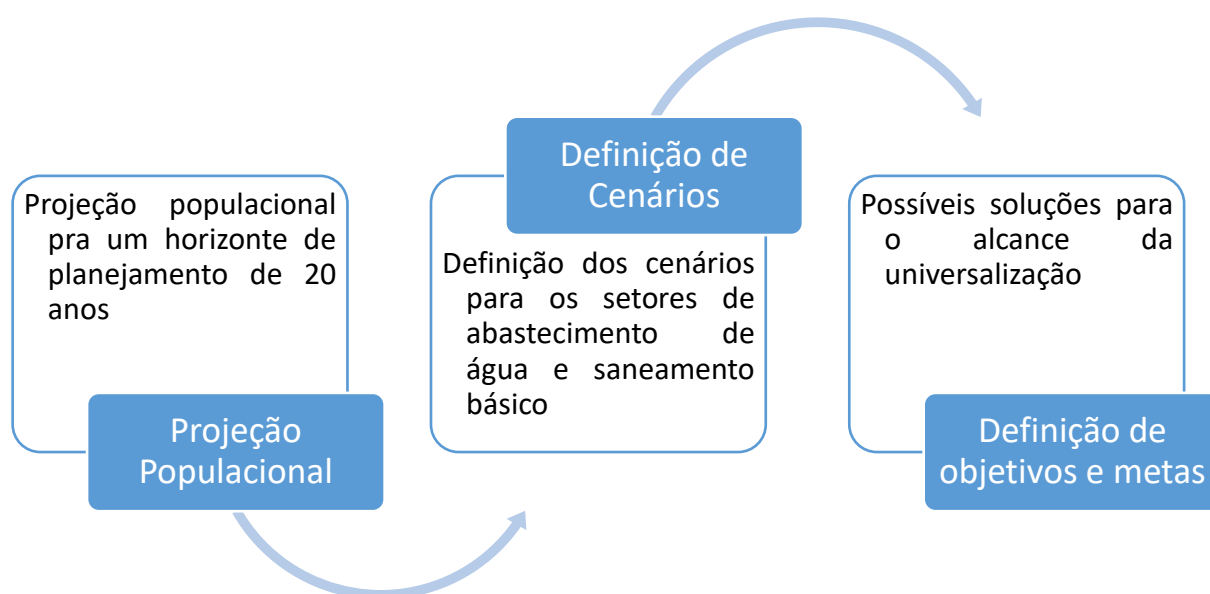 Projeção populacional
pra um horizonte de
planejamento de 20
anos
Projeção
Populacional
Definição de
Cenários
Definição dos cenários
para os setores de
abastecimento de
água e saneamento
básico
Possíveis soluções para
o alcance da
universalização
Definição de
objetivos e metas